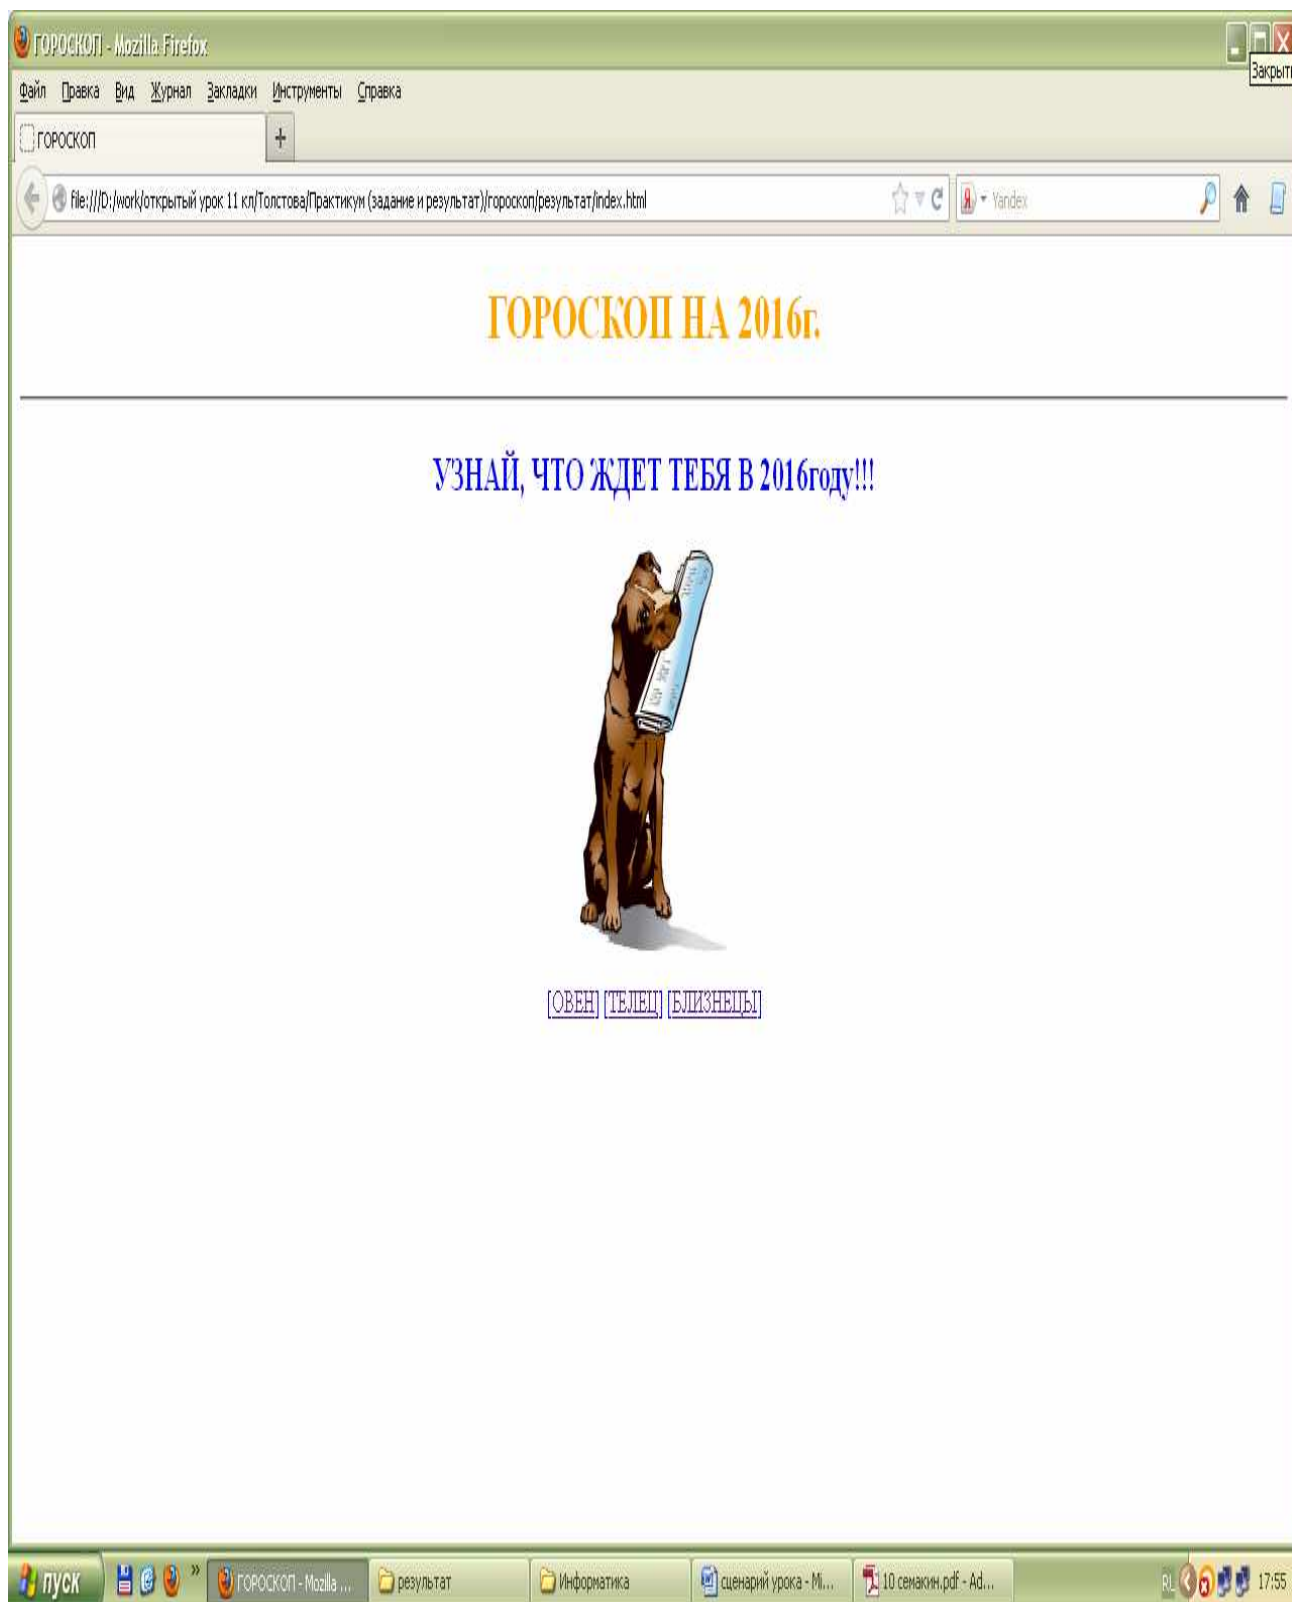 ГОРОСКОП - Mozilla Firefox
Закрыть
Файл Правка Вид Журнал Закладки Инструменты Справка
ГОРОСКОП
file:///D:/work/открытый урок 11 кл/Толстова/Практикум (задание и результат)/гороскоп/результат/index.html
Yandex
ГОРОСКОП НА 2016г.
УЗНАЙ, ЧТО ЖДЕТ ТЕБЯ В 2016году!!!
[ОВЕН] [ТЕЛЕЦ] [БЛИЗНЕЦЫ]
пуск » ГОРОСКОП - Mozilla ... результат Информатика сценарий урока - Mi... 10 семакин.pdf - Ad... RL 17:55